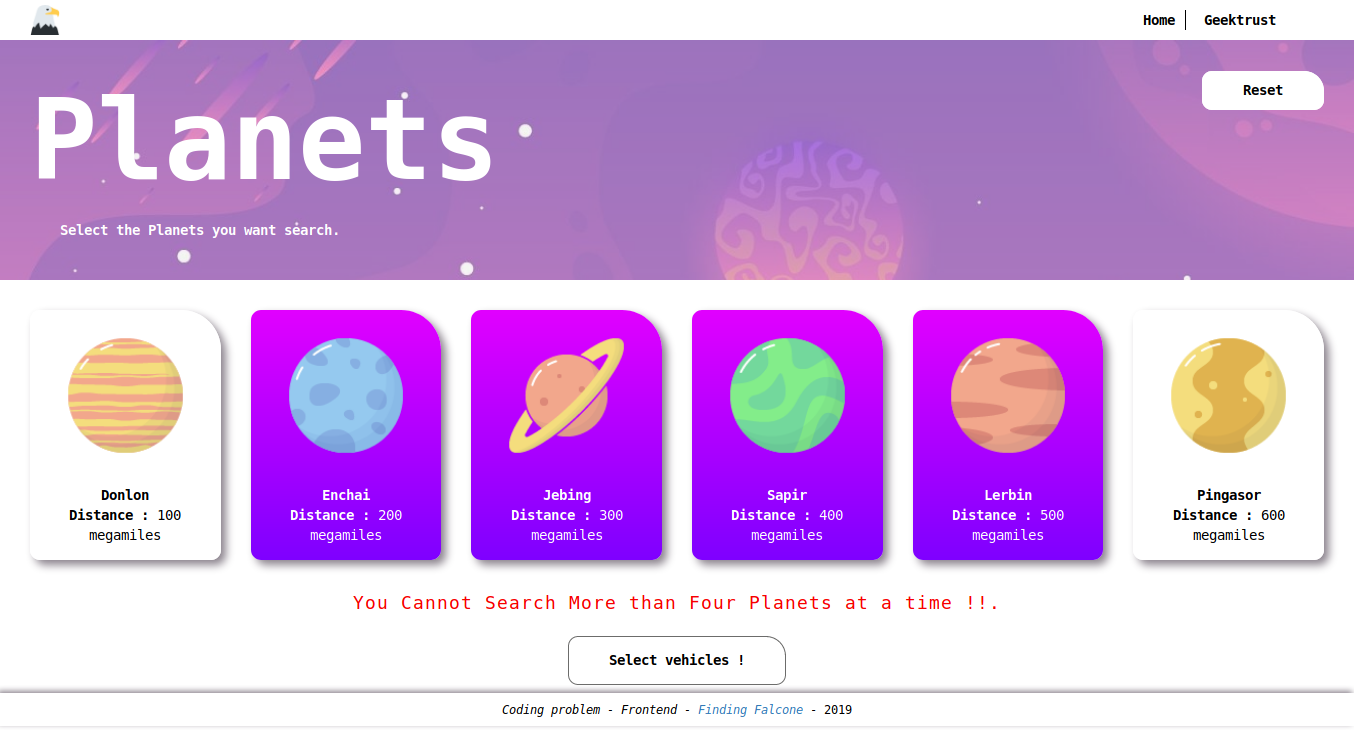 Home
Geektrust
Planets
Reset
Select the Planets you want search.
Donlon
Distance : 100
megamiles
Enchai
Distance : 200
megamiles
Jebing
Distance : 300
megamiles
Sapir
Distance : 400
megamiles
Lerbin
Distance : 500
megamiles
Pingasor
Distance : 600
megamiles
You Cannot Search More than Four Planets at a time !!.
Select vehicles !
Coding problem - Frontend - Finding Falcone - 2019